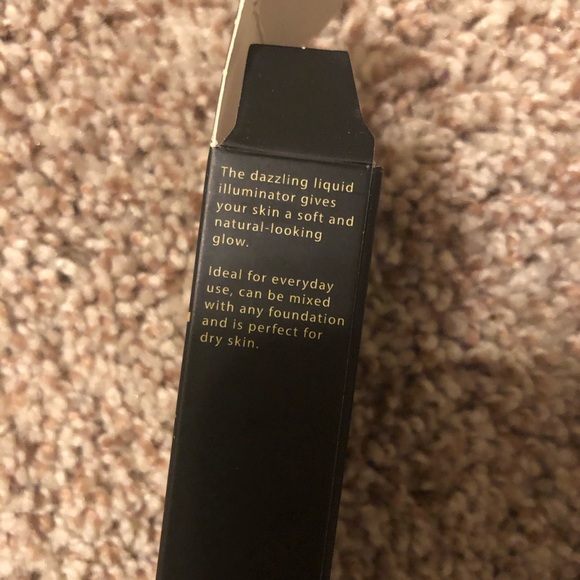 The dazzling liquid
illuminator gives
your skin a soft and
natural-looking
glow.
Ideal for everyday
use, can be mixed
with any foundation
and is perfect for
dry skin.